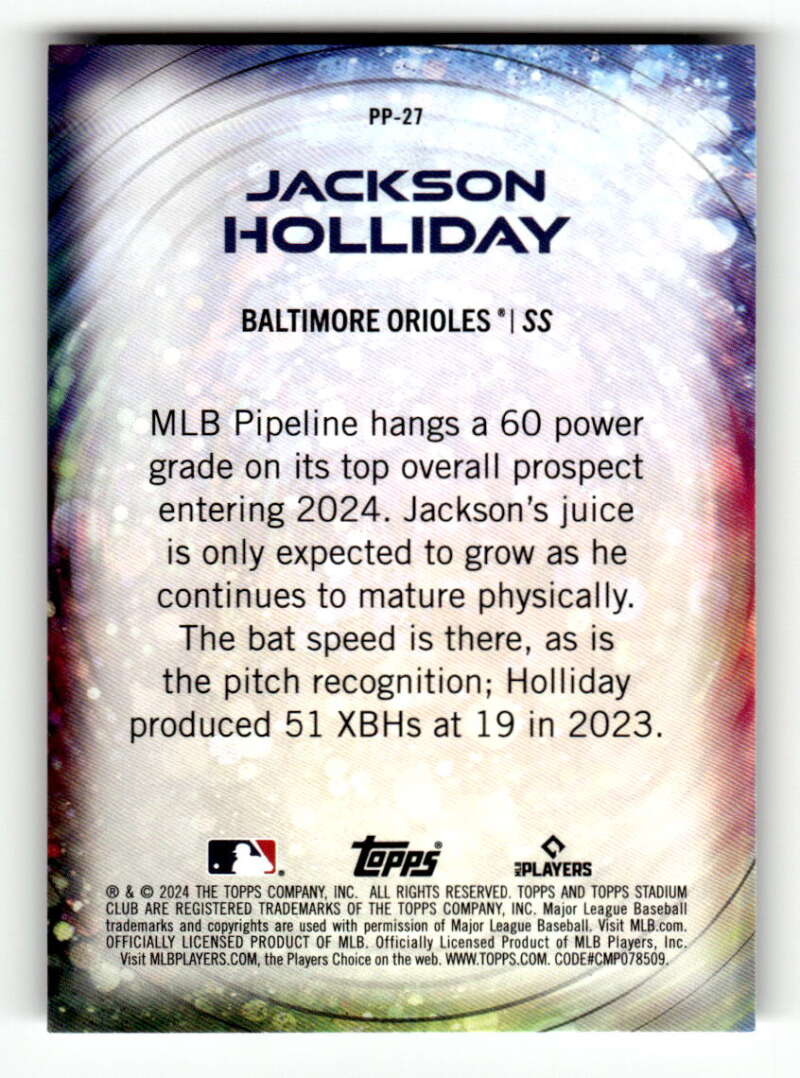 PP-27
JACKSON
HOLLIDAY
BALTIMORE ORIOLES ® | SS
MLB Pipeline hangs a 60 power
grade on its top overall prospect
entering 2024. Jackson's juice
is only expected to grow as he
continues to mature physically.
The bat speed is there, as is
the pitch recognition; Holliday
produced 51 XBHs at 19 in 2023.
Topps® MLB PLAYERS
® & © 2024 THE TOPPS COMPANY, INC. ALL RIGHTS RESERVED. TOPPS AND TOPPS STADIUM
CLUB ARE REGISTERED TRADEMARKS OF THE TOPPS COMPANY, INC. Major League Baseball
trademarks and copyrights are used with permission of Major League Baseball. Visit MLB.com.
OFFICIALLY LICENSED PRODUCT OF MLB. Officially Licensed Product of MLB Players, Inc.
Visit MLBPLAYERS.COM, the Players Choice on the web. WWW.TOPPS.COM. CODE#CMP078509.